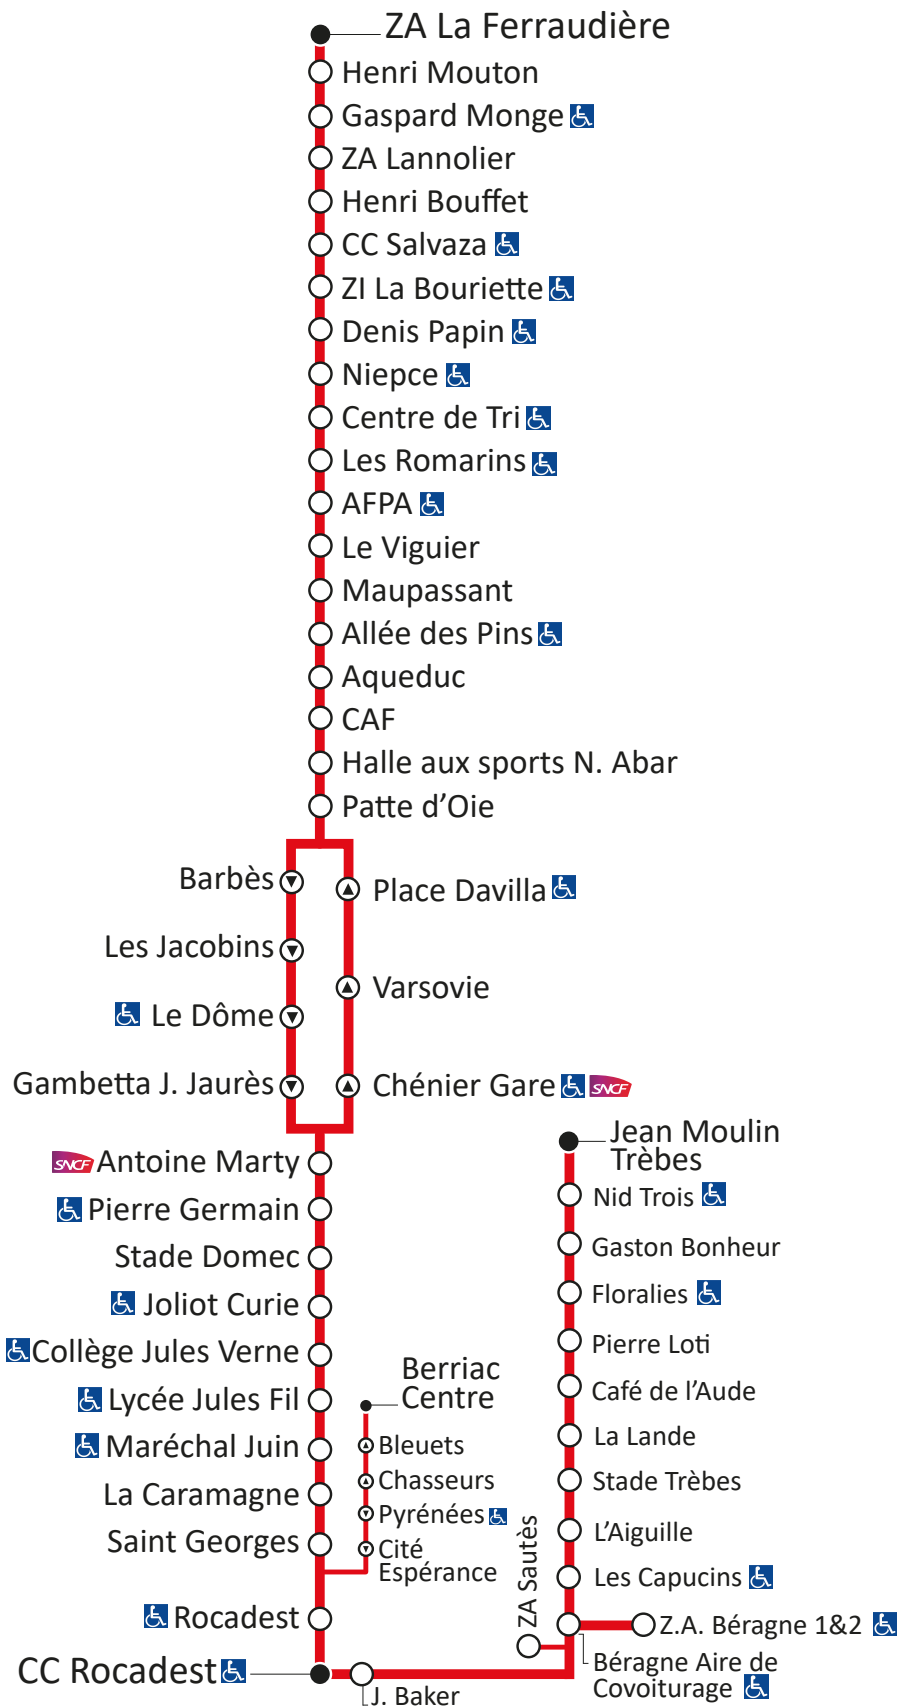 ZA La Ferraudière
Henri Mouton
Gaspard Monge
ZA Lannolier
Henri Bouffet
CC Salvaza
ZI La Bouriette
Denis Papin
Niepce
Centre de Tri
Les Romarins
AFPA
Le Viguier
Maupassant
Allée des Pins
Aqueduc
CAF
Halle aux sports N. Abar
Patte d’Oie
Barbès
Les Jacobins
Le Dôme
Gambetta J. Jaurès
Place Davilla
Varsovie
Chénier Gare SNCF
SNCF Antoine Marty
Pierre Germain
Stade Domec
Joliot Curie
Collège Jules Verne
Lycée Jules Fil
Maréchal Juin
La Caramagne
Saint Georges
Rocadest
CC Rocadest
Berriac
Centre
Bleuets
Chasseurs
Pyrénées
Cité
Espérance
Jean Moulin
Trèbes
Nid Trois
Gaston Bonheur
Floralies
Pierre Loti
Café de l’Aude
La Lande
Stade Trèbes
L’Aiguille
Les Capucins
Z.A. Béragne 1&2
Béragne Aire de
Covoiturage
ZA Sautès
J. Baker